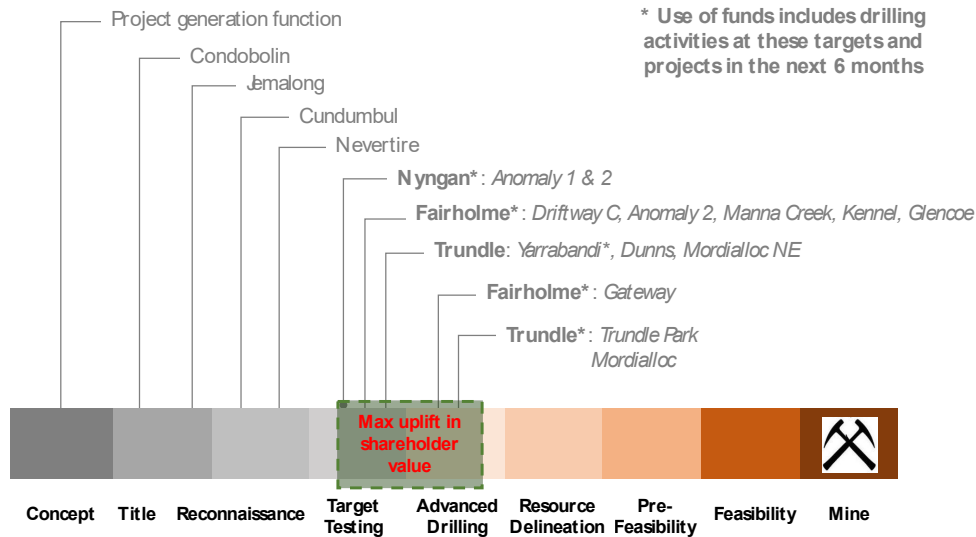 Project generation function
* Use of funds includes drilling
activities at these targets and
projects in the next 6 months
Condobolin
Jemalong
Cundumbul
Nevertire
Nyngan*: Anomaly 1 & 2
Fairholme*: Driftway C, Anomaly 2, Manna Creek, Kennel, Glencoe
Trundle: Yarrabandi*, Dunns, Mordialloc NE
Fairholme*: Gateway
Trundle*: Trundle Park
Mordialloc
Max uplift in
shareholder
value
Concept
Title
Reconnaissance
Target
Testing
Advanced
Drilling
Resource
Delineation
Pre-
Feasibility
Feasibility
Mine